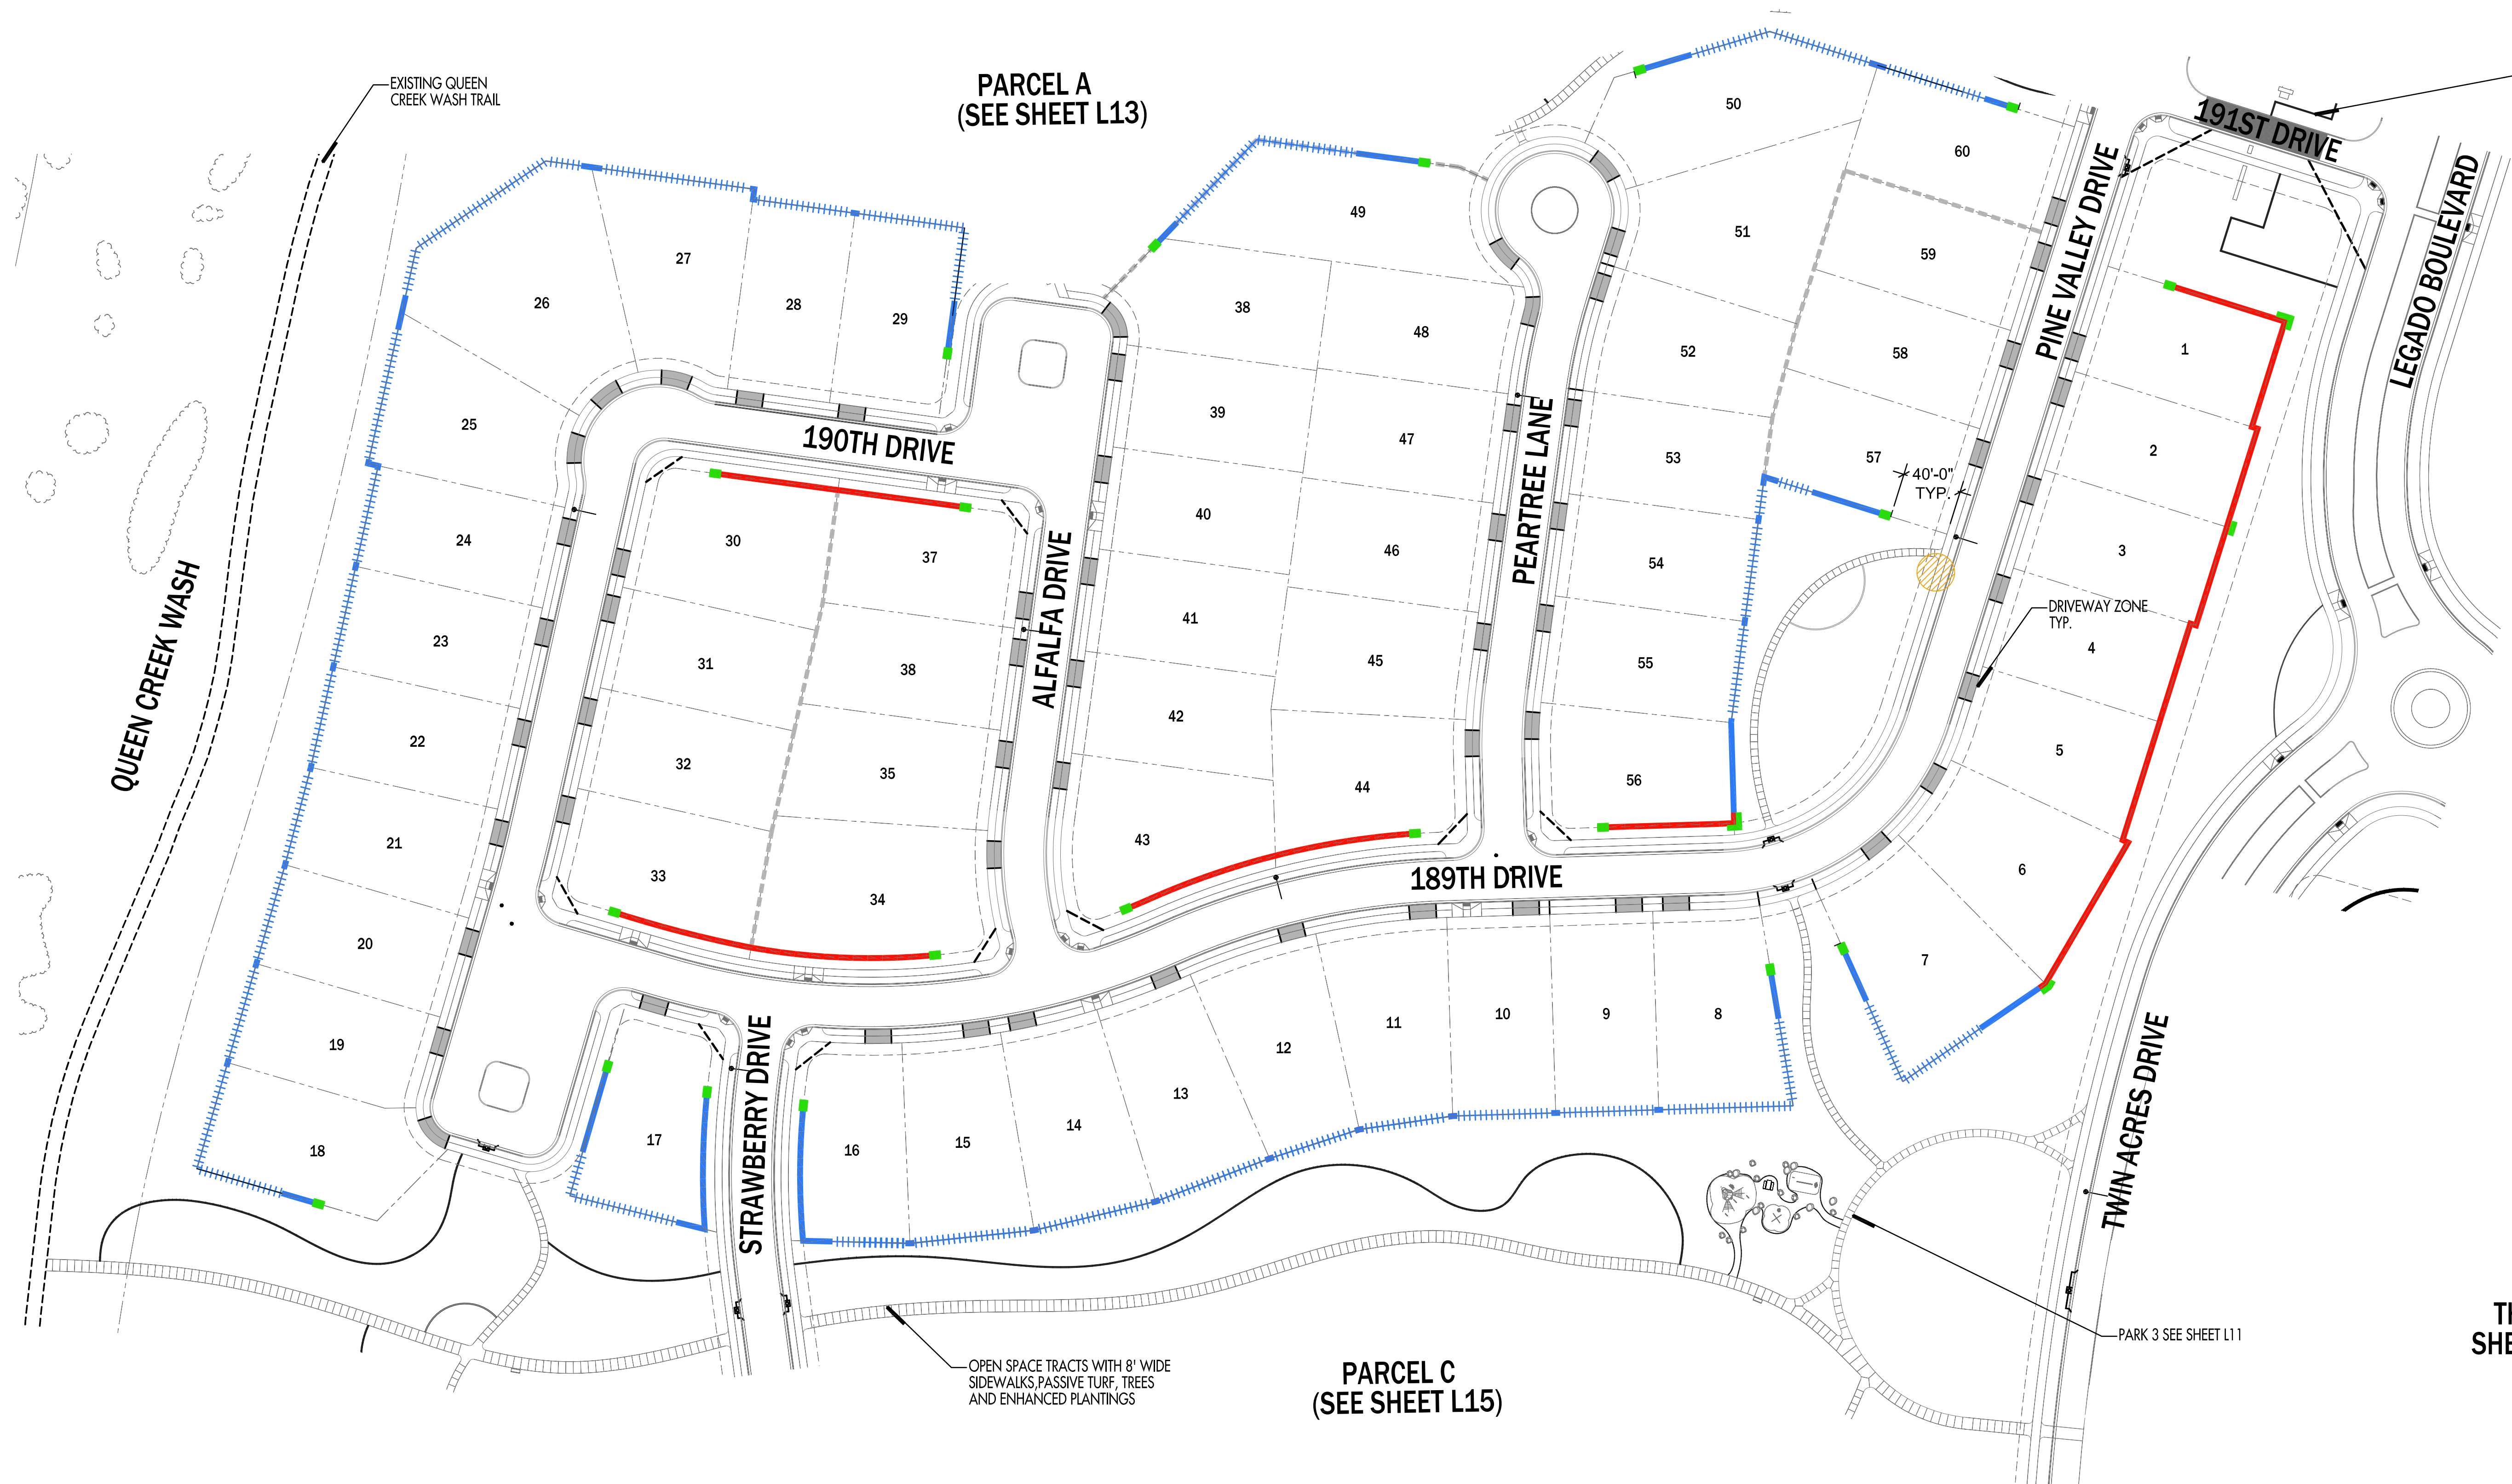 EXISTING QUEEN
CREEK WASH TRAIL
PARCEL A
(SEE SHEET L13)
191ST DRIVE
PINE VALLEY DRIVE
LEGADO BOULEVARD
QUEEN CREEK WASH
190TH DRIVE
ALFALFA DRIVE
PEARTREE LANE
40'-0"
TYP.
DRIVEWAY ZONE
TYP.
189TH DRIVE
STRAWBERRY DRIVE
TWIN ACRES DRIVE
50
60
49
51
59
27
26
28
29
38
48
52
58
1
25
39
47
53
57
2
24
30
37
40
46
54
3
23
31
38
41
45
55
4
22
32
35
42
44
56
5
21
33
34
43
6
20
7
19
12
11
10
9
8
18
17
16
15
14
13
OPEN SPACE TRACTS WITH 8' WIDE
SIDEWALKS,PASSIVE TURF, TREES
AND ENHANCED PLANTINGS
PARCEL C
(SEE SHEET L15)
PARK 3 SEE SHEET L11